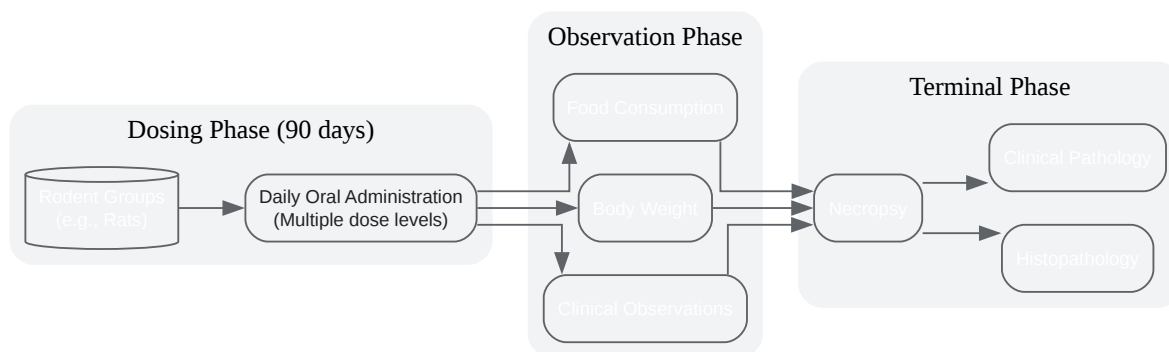 Dosing Phase (90 days)
Rodent Groups
(e.g., Rats)
Daily Oral Administration
(Multiple dose levels)
Observation Phase
Food Consumption
Body Weight
Clinical Observations
Terminal Phase
Necropsy
Clinical Pathology
Histopathology